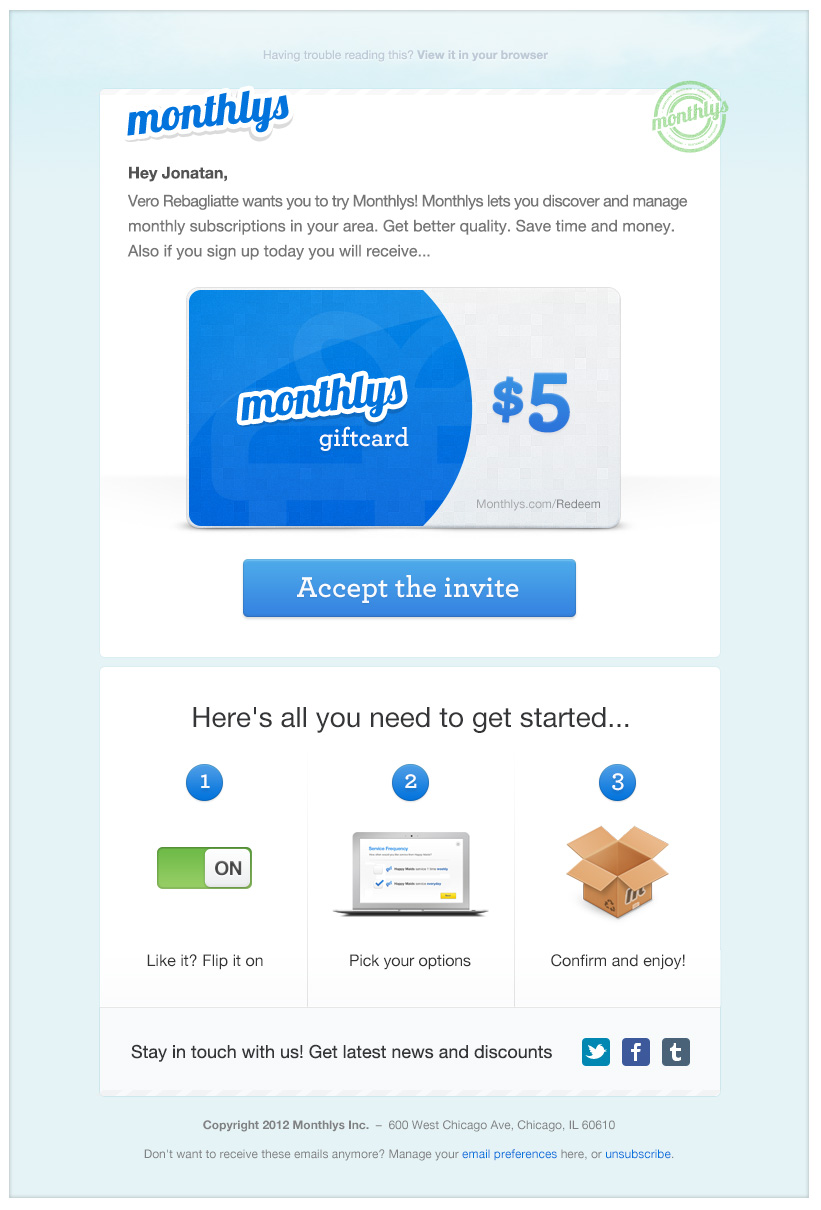 Having trouble reading this? View it in your browser
monthlys
monthlys
Hey Jonatan,
Vero Rebagliatte wants you to try Monthlys! Monthlys lets you discover and manage
monthly subscriptions in your area. Get better quality. Save time and money.
Also if you sign up today you will receive...
monthlys
giftcard
$5
Monthlys.com/Redeem
Accept the invite
Here's all you need to get started...
1
2
3
ON
Service Frequency
Like it? Flip it on
Pick your options
Confirm and enjoy!
Stay in touch with us! Get latest news and discounts
Copyright 2012 Monthlys Inc. – 600 West Chicago Ave, Chicago, IL 60610
Don't want to receive these emails anymore? Manage your email preferences here, or unsubscribe.